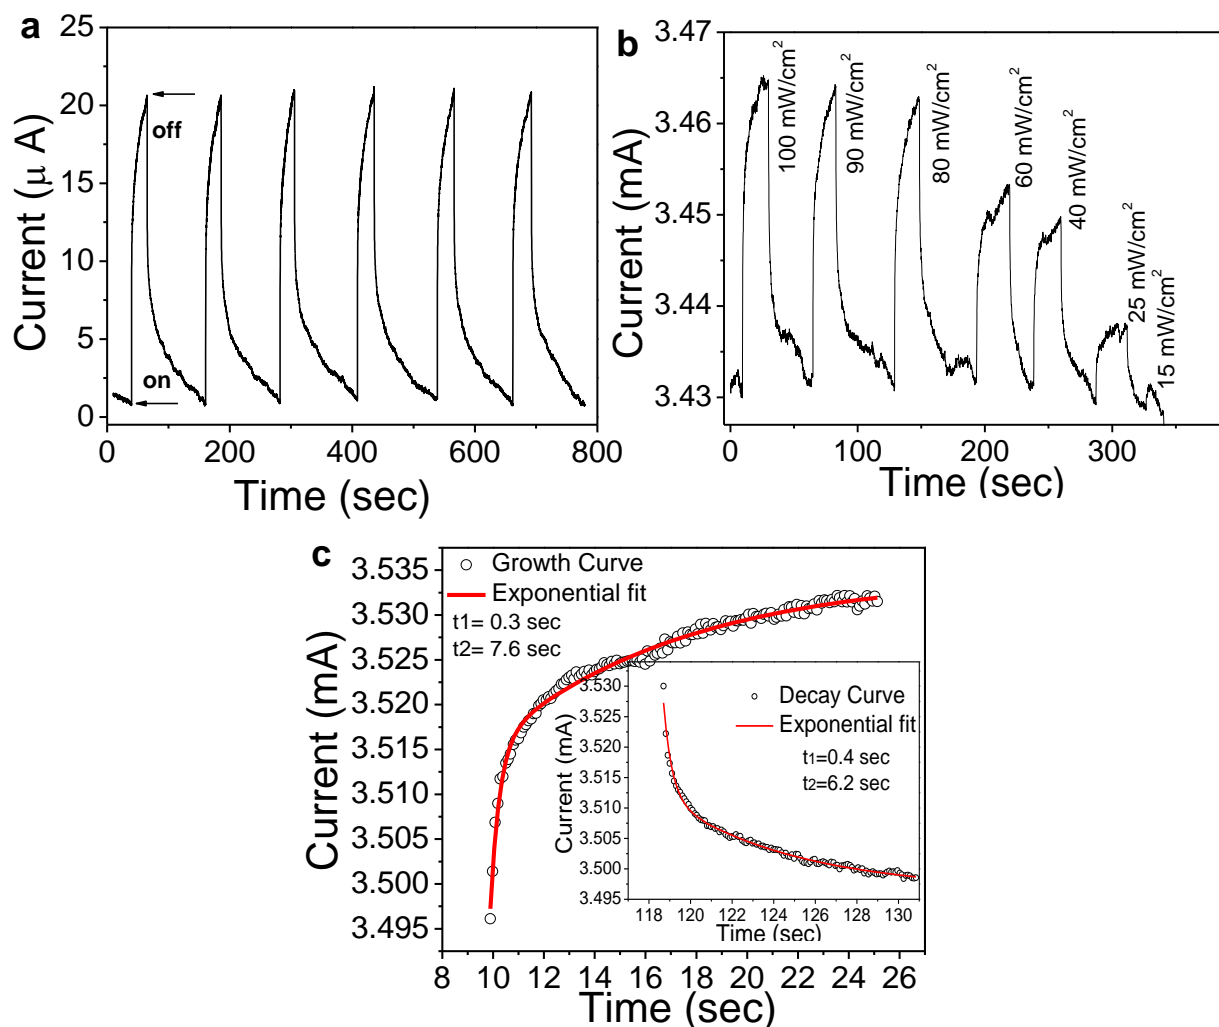 a
25
20
15
10
5
0
Current (μ A)
off
on
0 200 400 600 800
Time (sec)
b
3.47
3.46
3.45
3.44
3.43
Current (mA)
100 mW/cm²
90 mW/cm²
80 mW/cm²
60 mW/cm²
40 mW/cm²
25 mW/cm²
15 mW/cm²
0 100 200 300
Time (sec)
c
3.535
3.530
3.525
3.520
3.515
3.510
3.505
3.500
3.495
Current (mA)
Growth Curve
Exponential fit
t1= 0.3 sec
t2= 7.6 sec
8 10 12 14 16 18 20 22 24 26
Time (sec)
3.530
3.525
3.520
3.515
3.510
3.505
3.500
3.495
Current (mA)
Decay Curve
Exponential fit
t1=0.4 sec
t2=6.2 sec
118 120 122 124 126 128 130
Time (sec)